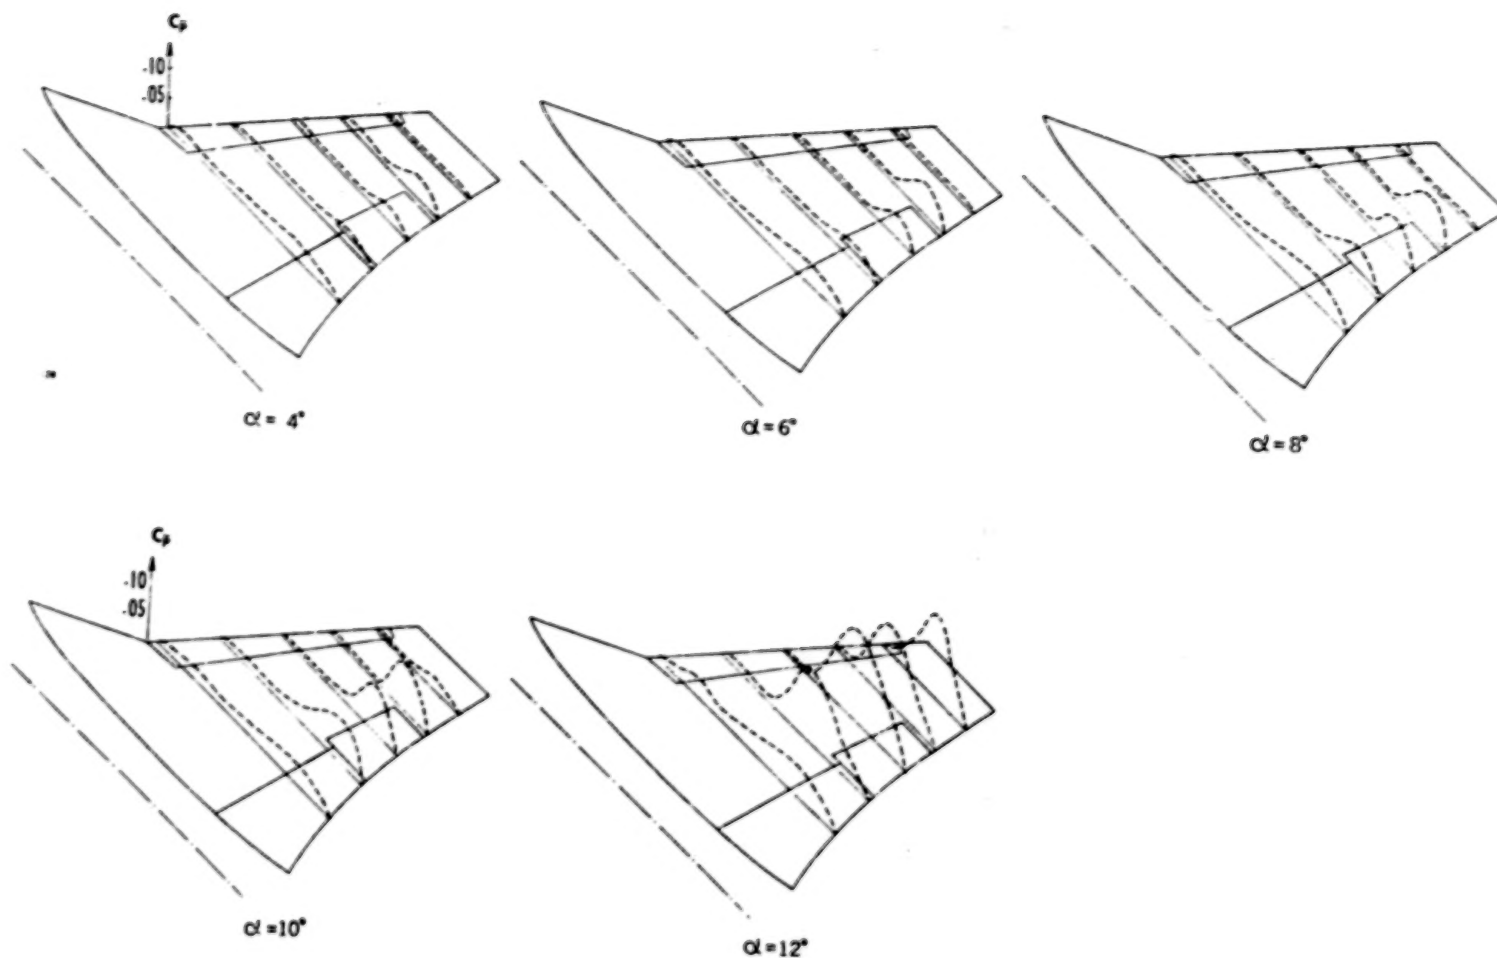 Cp̃
.10
.05
α = 4°
α = 6°
α = 8°
Cp̃
.10
.05
α = 10°
α = 12°